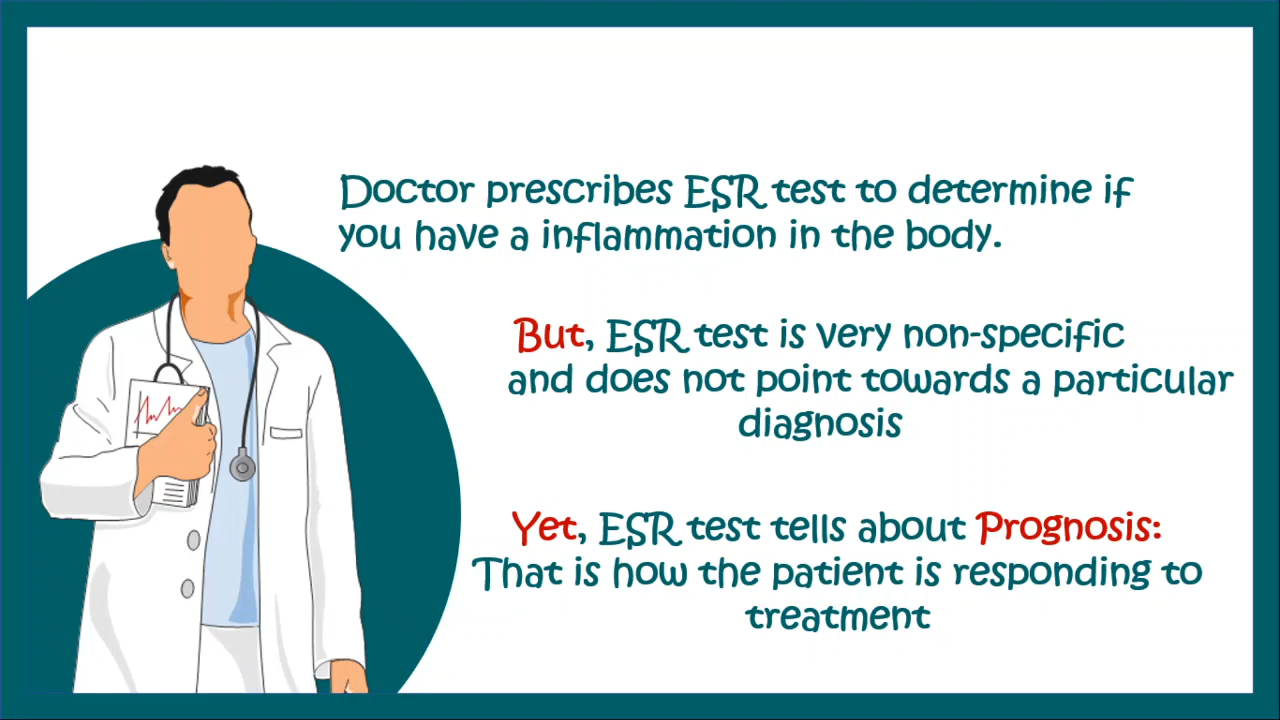 Doctor prescribes ESR test to determine if
you have a inflammation in the body.
But, ESR test is very non-specific
and does not point towards a particular
diagnosis
Yet, ESR test tells about Prognosis:
That is how the patient is responding to
treatment